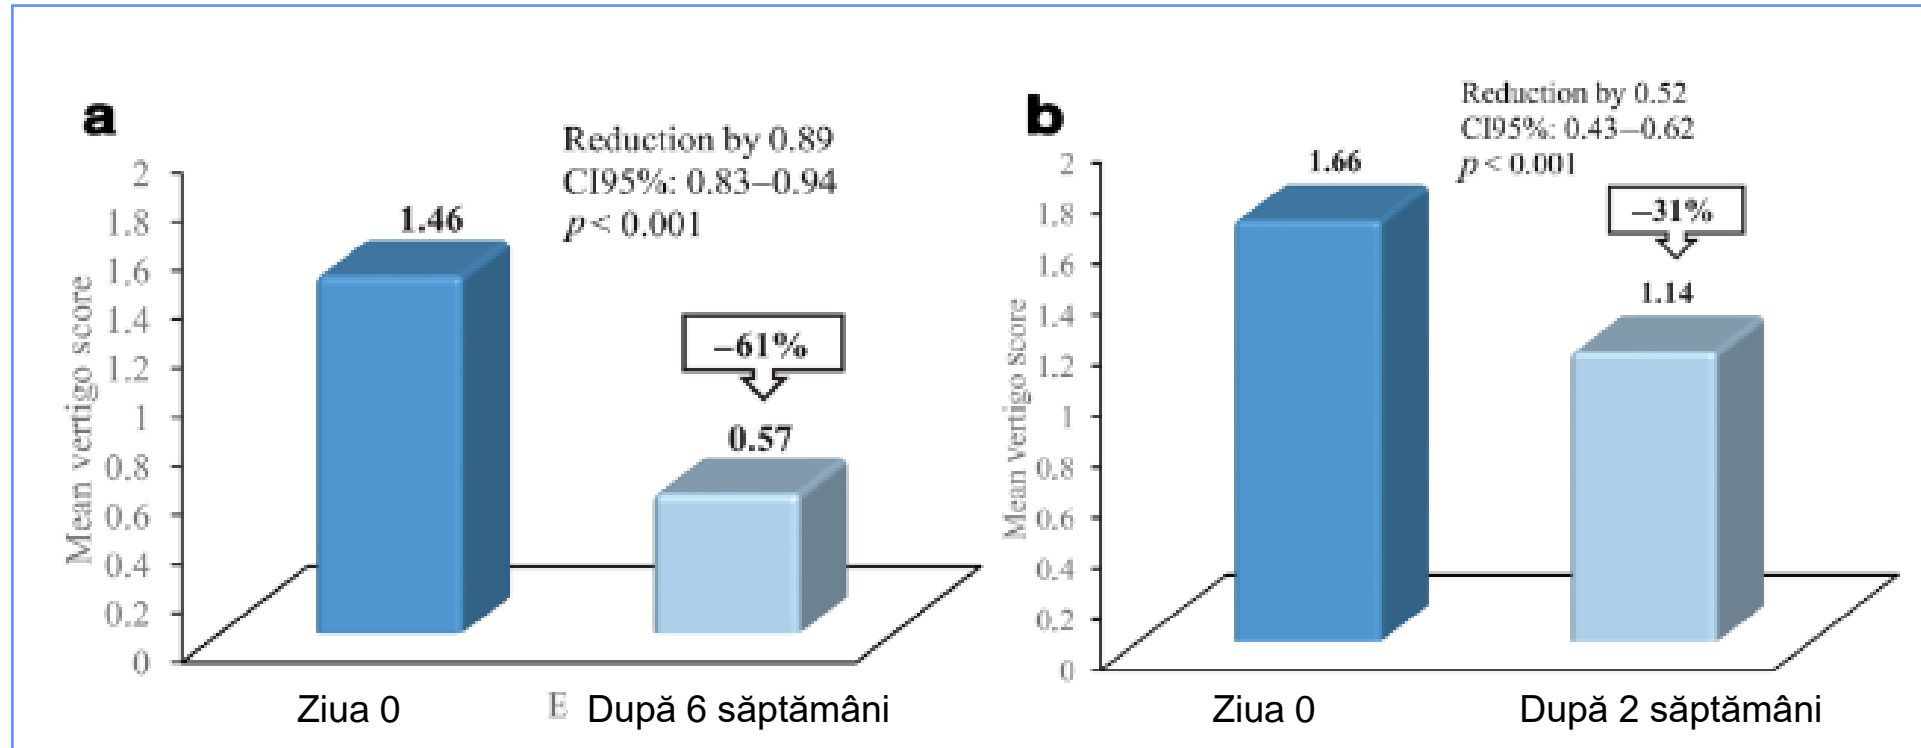 a
Reduction by 0.89
CI95%: 0.83–0.94
p < 0.001
Mean vertigo score
2
1.8
1.6
1.4
1.2
1
0.8
0.6
0.4
0.2
0
1.46
–61%
0.57
Ziua 0
E După 6 săptămâni
b
Reduction by 0.52
CI95%: 0.43–0.62
p < 0.001
Mean vertigo score
2
1.8
1.6
1.4
1.2
1
0.8
0.6
0.4
0.2
0
1.66
–31%
1.14
Ziua 0
După 2 săptămâni